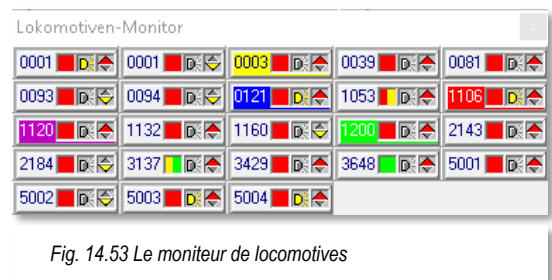 Lokomotiven-Monitor x
0001 D 0001 D 0003 D 0039 D 0081 D
0093 D 0094 D 0121 D 1053 D 1106 D
1120 D 1132 D 1160 D 1200 D 2143 D
2184 D 3137 D 3429 D 3648 D 5001 D
5002 D 5003 D 5004 D
Fig. 14.53 Le moniteur de locomotives